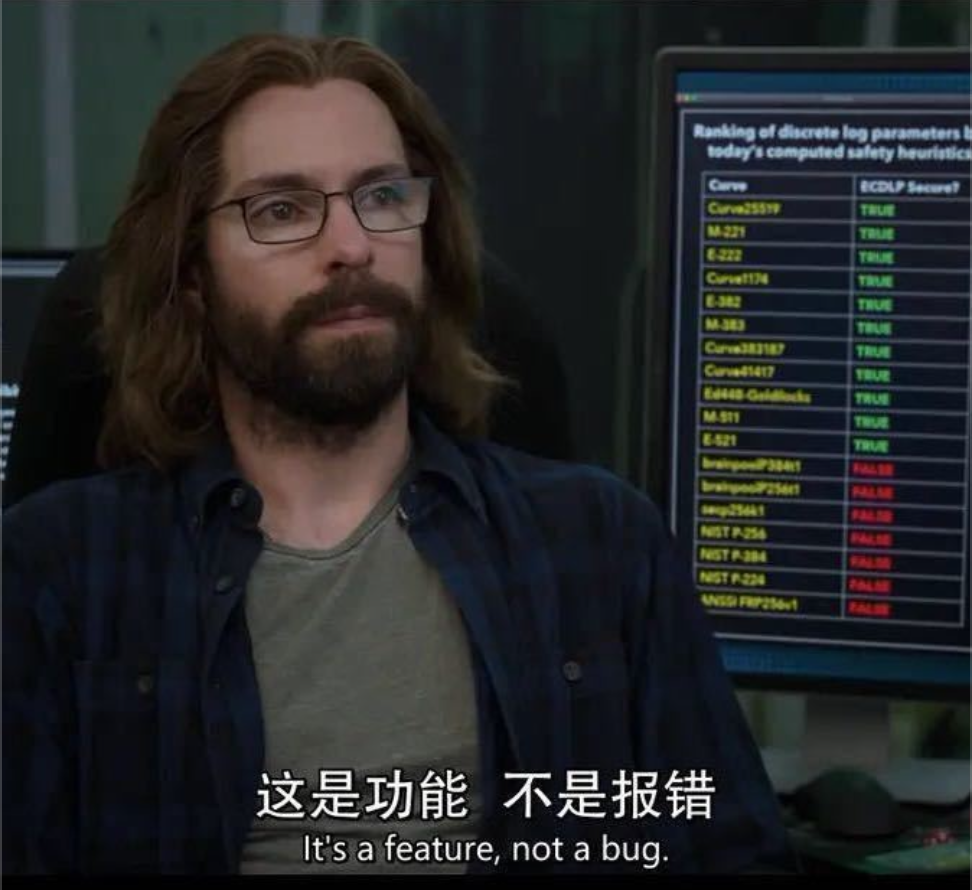 Ranking of discrete log parameters b
today's computed safety heuristics
Curve ECDLP Secure?
Curve25519 TRUE
M-221 TRUE
E-222 TRUE
Curve1174 TRUE
E-382 TRUE
M-383 TRUE
Curve383187 TRUE
Curve41417 TRUE
Ed448-Goldilocks TRUE
M-511 TRUE
E-521 TRUE
brainpoolP384t1 FALSE
brainpoolP256t1 FALSE
secp256k1 FALSE
NIST P-256 FALSE
NIST P-384 FALSE
NIST P-224 FALSE
ANSSI FRP256v1 FALSE
这是功能 不是报错
It's a feature, not a bug.